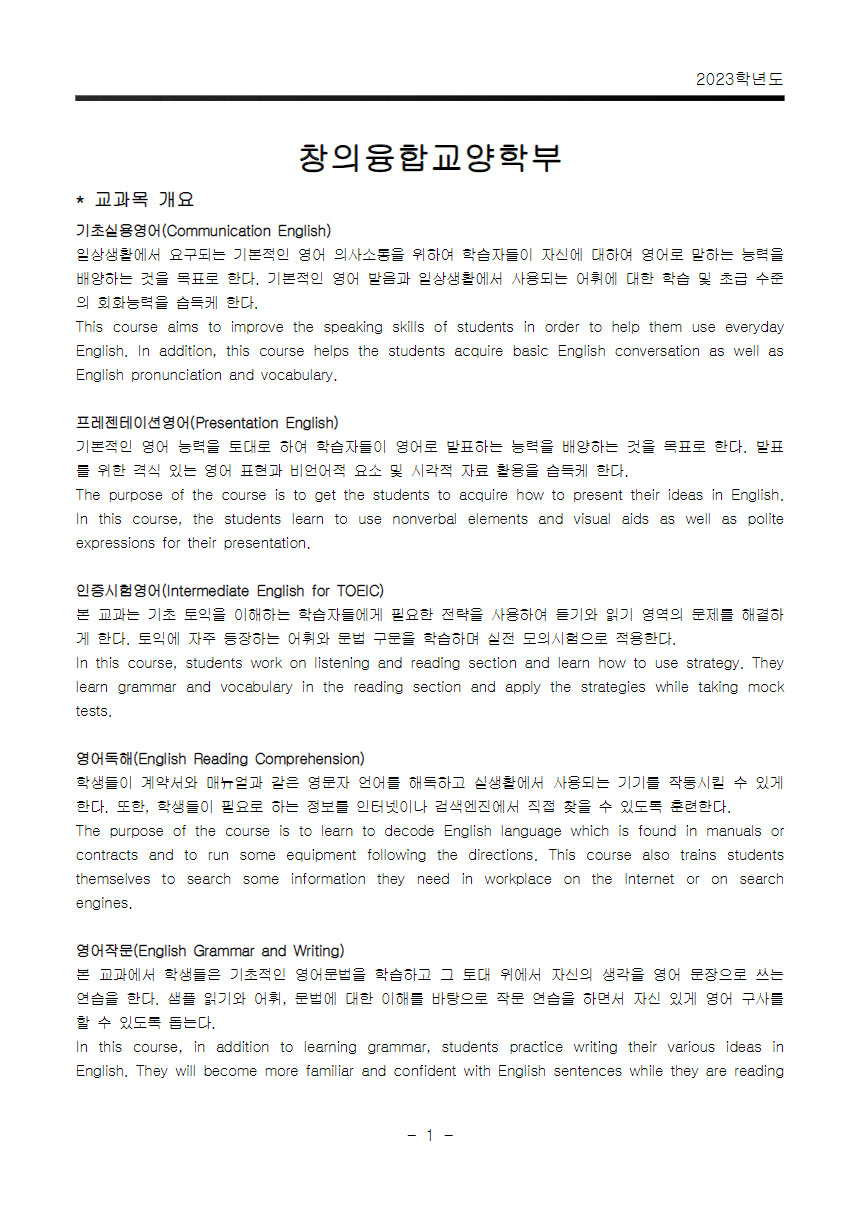 2023학년도
창의융합교양학부
* 교과목 개요
기초실용영어(Communication English)
일상생활에서 요구되는 기본적인 영어 의사소통을 위하여 학습자들이 자신에 대하여 영어로 말하는 능력을
배양하는 것을 목표로 한다. 기본적인 영어 발음과 일상생활에서 사용되는 어휘에 대한 학습 및 초급 수준
의 회화능력을 습득케 한다.
This course aims to improve the speaking skills of students in order to help them use everyday
English. In addition, this course helps the students acquire basic English conversation as well as
English pronunciation and vocabulary.
프레젠테이션영어(Presentation English)
기본적인 영어 능력을 토대로 하여 학습자들이 영어로 발표하는 능력을 배양하는 것을 목표로 한다. 발표
를 위한 격식 있는 영어 표현과 비언어적 요소 및 시각적 자료 활용을 습득케 한다.
The purpose of the course is to get the students to acquire how to present their ideas in English.
In this course, the students learn to use nonverbal elements and visual aids as well as polite
expressions for their presentation.
인증시험영어(Intermediate English for TOEIC)
본 교과는 기초 토익을 이해하는 학습자들에게 필요한 전략을 사용하여 듣기와 읽기 영역의 문제를 해결하
게 한다. 토익에 자주 등장하는 어휘와 문법 구문을 학습하며 실전 모의시험으로 적용한다.
In this course, students work on listening and reading section and learn how to use strategy. They
learn grammar and vocabulary in the reading section and apply the strategies while taking mock
tests.
영어독해(English Reading Comprehension)
학생들이 계약서와 매뉴얼과 같은 영문자 언어를 해독하고 실생활에서 사용되는 기기를 작동시킬 수 있게
한다. 또한, 학생들이 필요로 하는 정보를 인터넷이나 검색엔진에서 직접 찾을 수 있도록 훈련한다.
The purpose of the course is to learn to decode English language which is found in manuals or
contracts and to run some equipment following the directions. This course also trains students
themselves to search some information they need in workplace on the Internet or on search
engines.
영어작문(English Grammar and Writing)
본 교과에서 학생들은 기초적인 영어문법을 학습하고 그 토대 위에서 자신의 생각을 영어 문장으로 쓰는
연습을 한다. 샘플 읽기와 어휘, 문법에 대한 이해를 바탕으로 작문 연습을 하면서 자신 있게 영어 구사를
할 수 있도록 돕는다.
In this course, in addition to learning grammar, students practice writing their various ideas in
English. They will become more familiar and confident with English sentences while they are reading
- 1 -